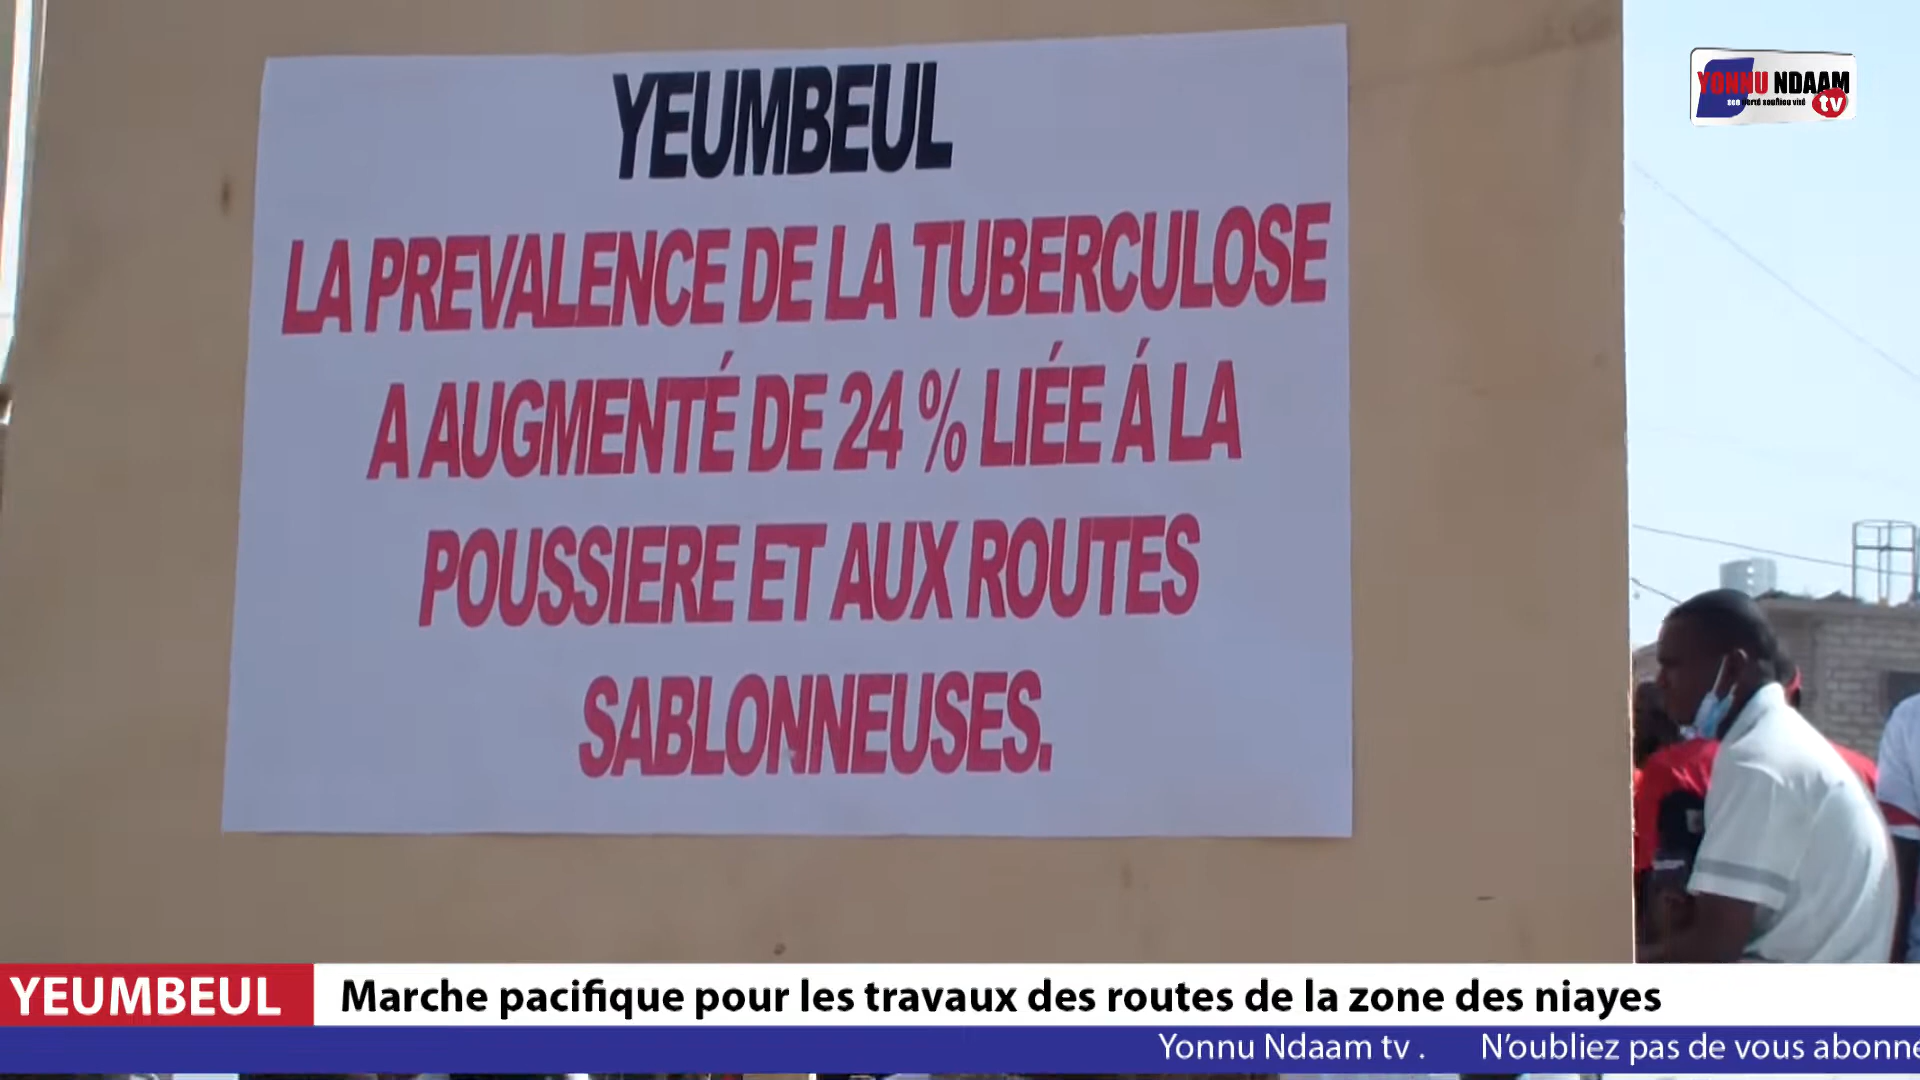 YONNU NDAAM
tv
YEUMBEUL
LA PREVALENCE DE LA TUBERCULOSE
A AUGMENTÉ DE 24 % LIÉE Á LA
POUSSIERE ET AUX ROUTES
SABLONNEUSES.
YEUMBEUL
Marche pacifique pour les travaux des routes de la zone des niayes
Yonnu Ndaam tv . N'oubliez pas de vous abonne